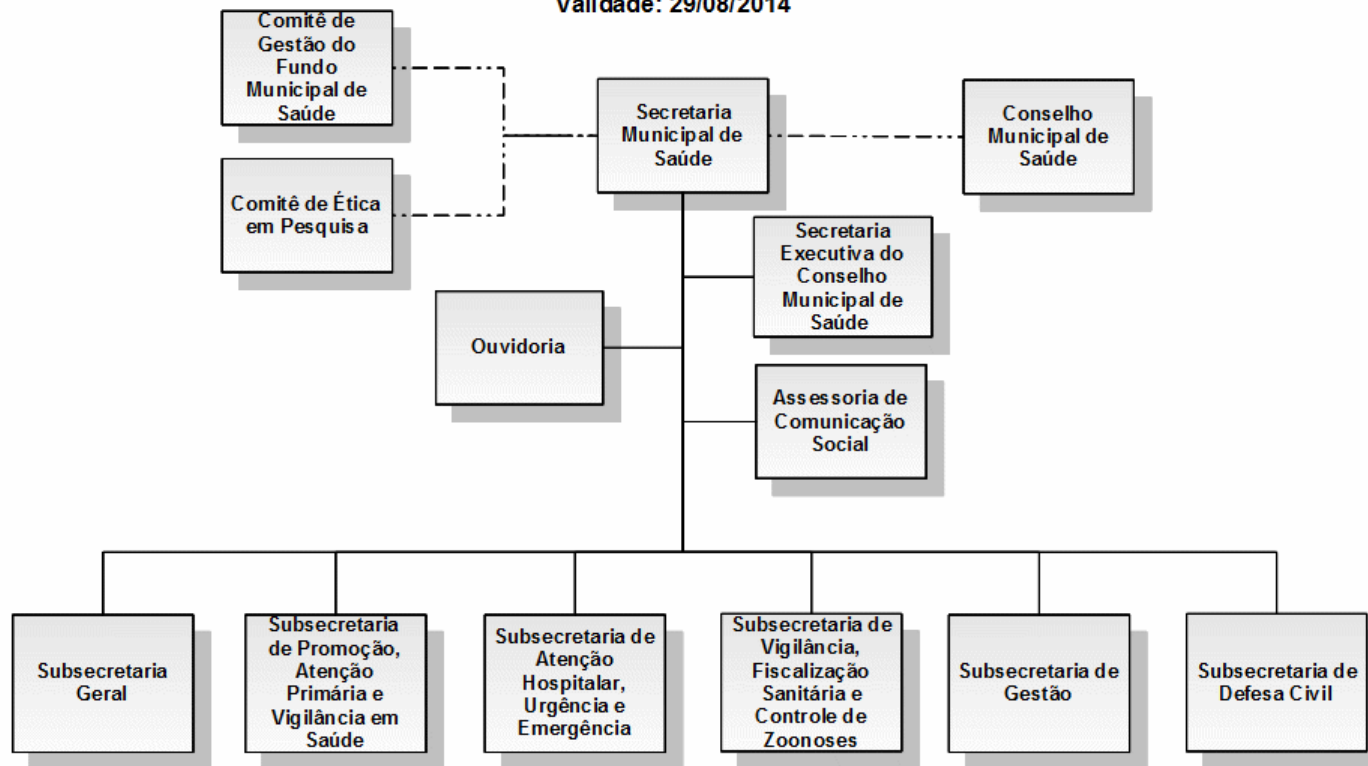 Validade: 29/08/2014
Comitê de
Gestão do
Fundo
Municipal de
Saúde
Secretaria
Municipal de
Saúde
Conselho
Municipal de
Saúde
Comitê de Ética
em Pesquisa
Secretaria
Executiva do
Conselho
Municipal de
Saúde
Ouvidoria
Assessoria de
Comunicação
Social
Subsecretaria
Geral
Subsecretaria
de Promoção,
Atenção
Primária e
Vigilância em
Saúde
Subsecretaria de
Atenção
Hospitalar,
Urgência e
Emergência
Subsecretaria de
Vigilância,
Fiscalização
Sanitária e
Controle de
Zoonoses
Subsecretaria de
Gestão
Subsecretaria de
Defesa Civil